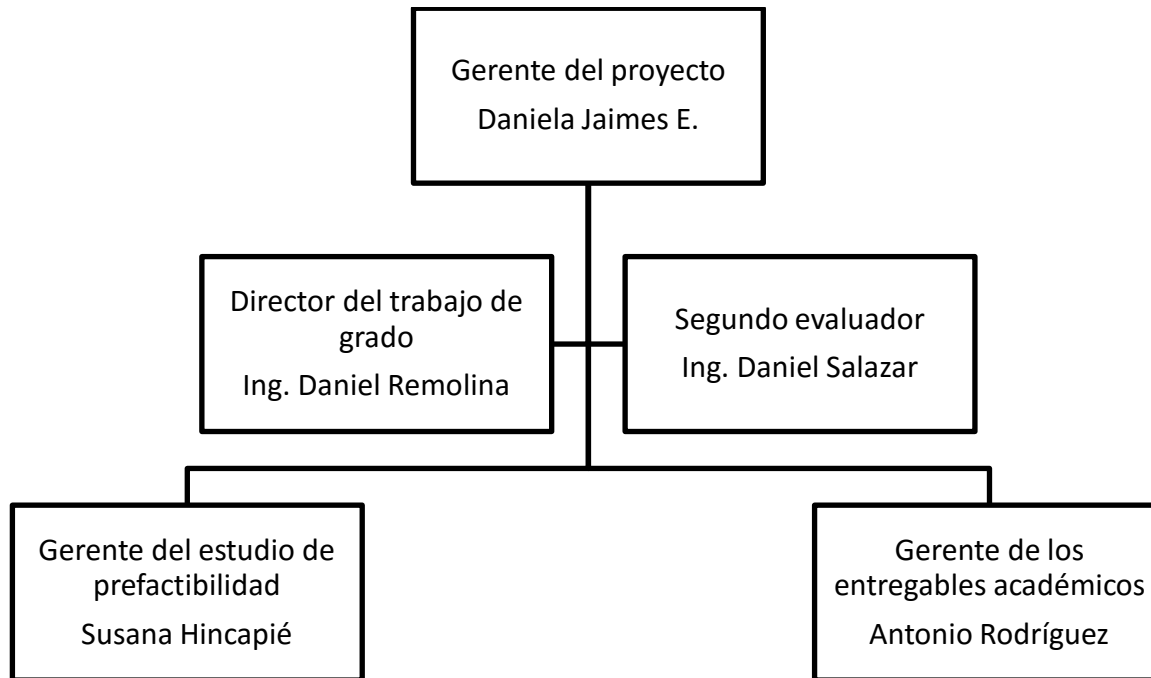 Gerente del proyecto
Daniela Jaimes E.
Director del trabajo de
grado
Ing. Daniel Remolina
Segundo evaluador
Ing. Daniel Salazar
Gerente del estudio de
prefactibilidad
Susana Hincapié
Gerente de los
entregables académicos
Antonio Rodríguez